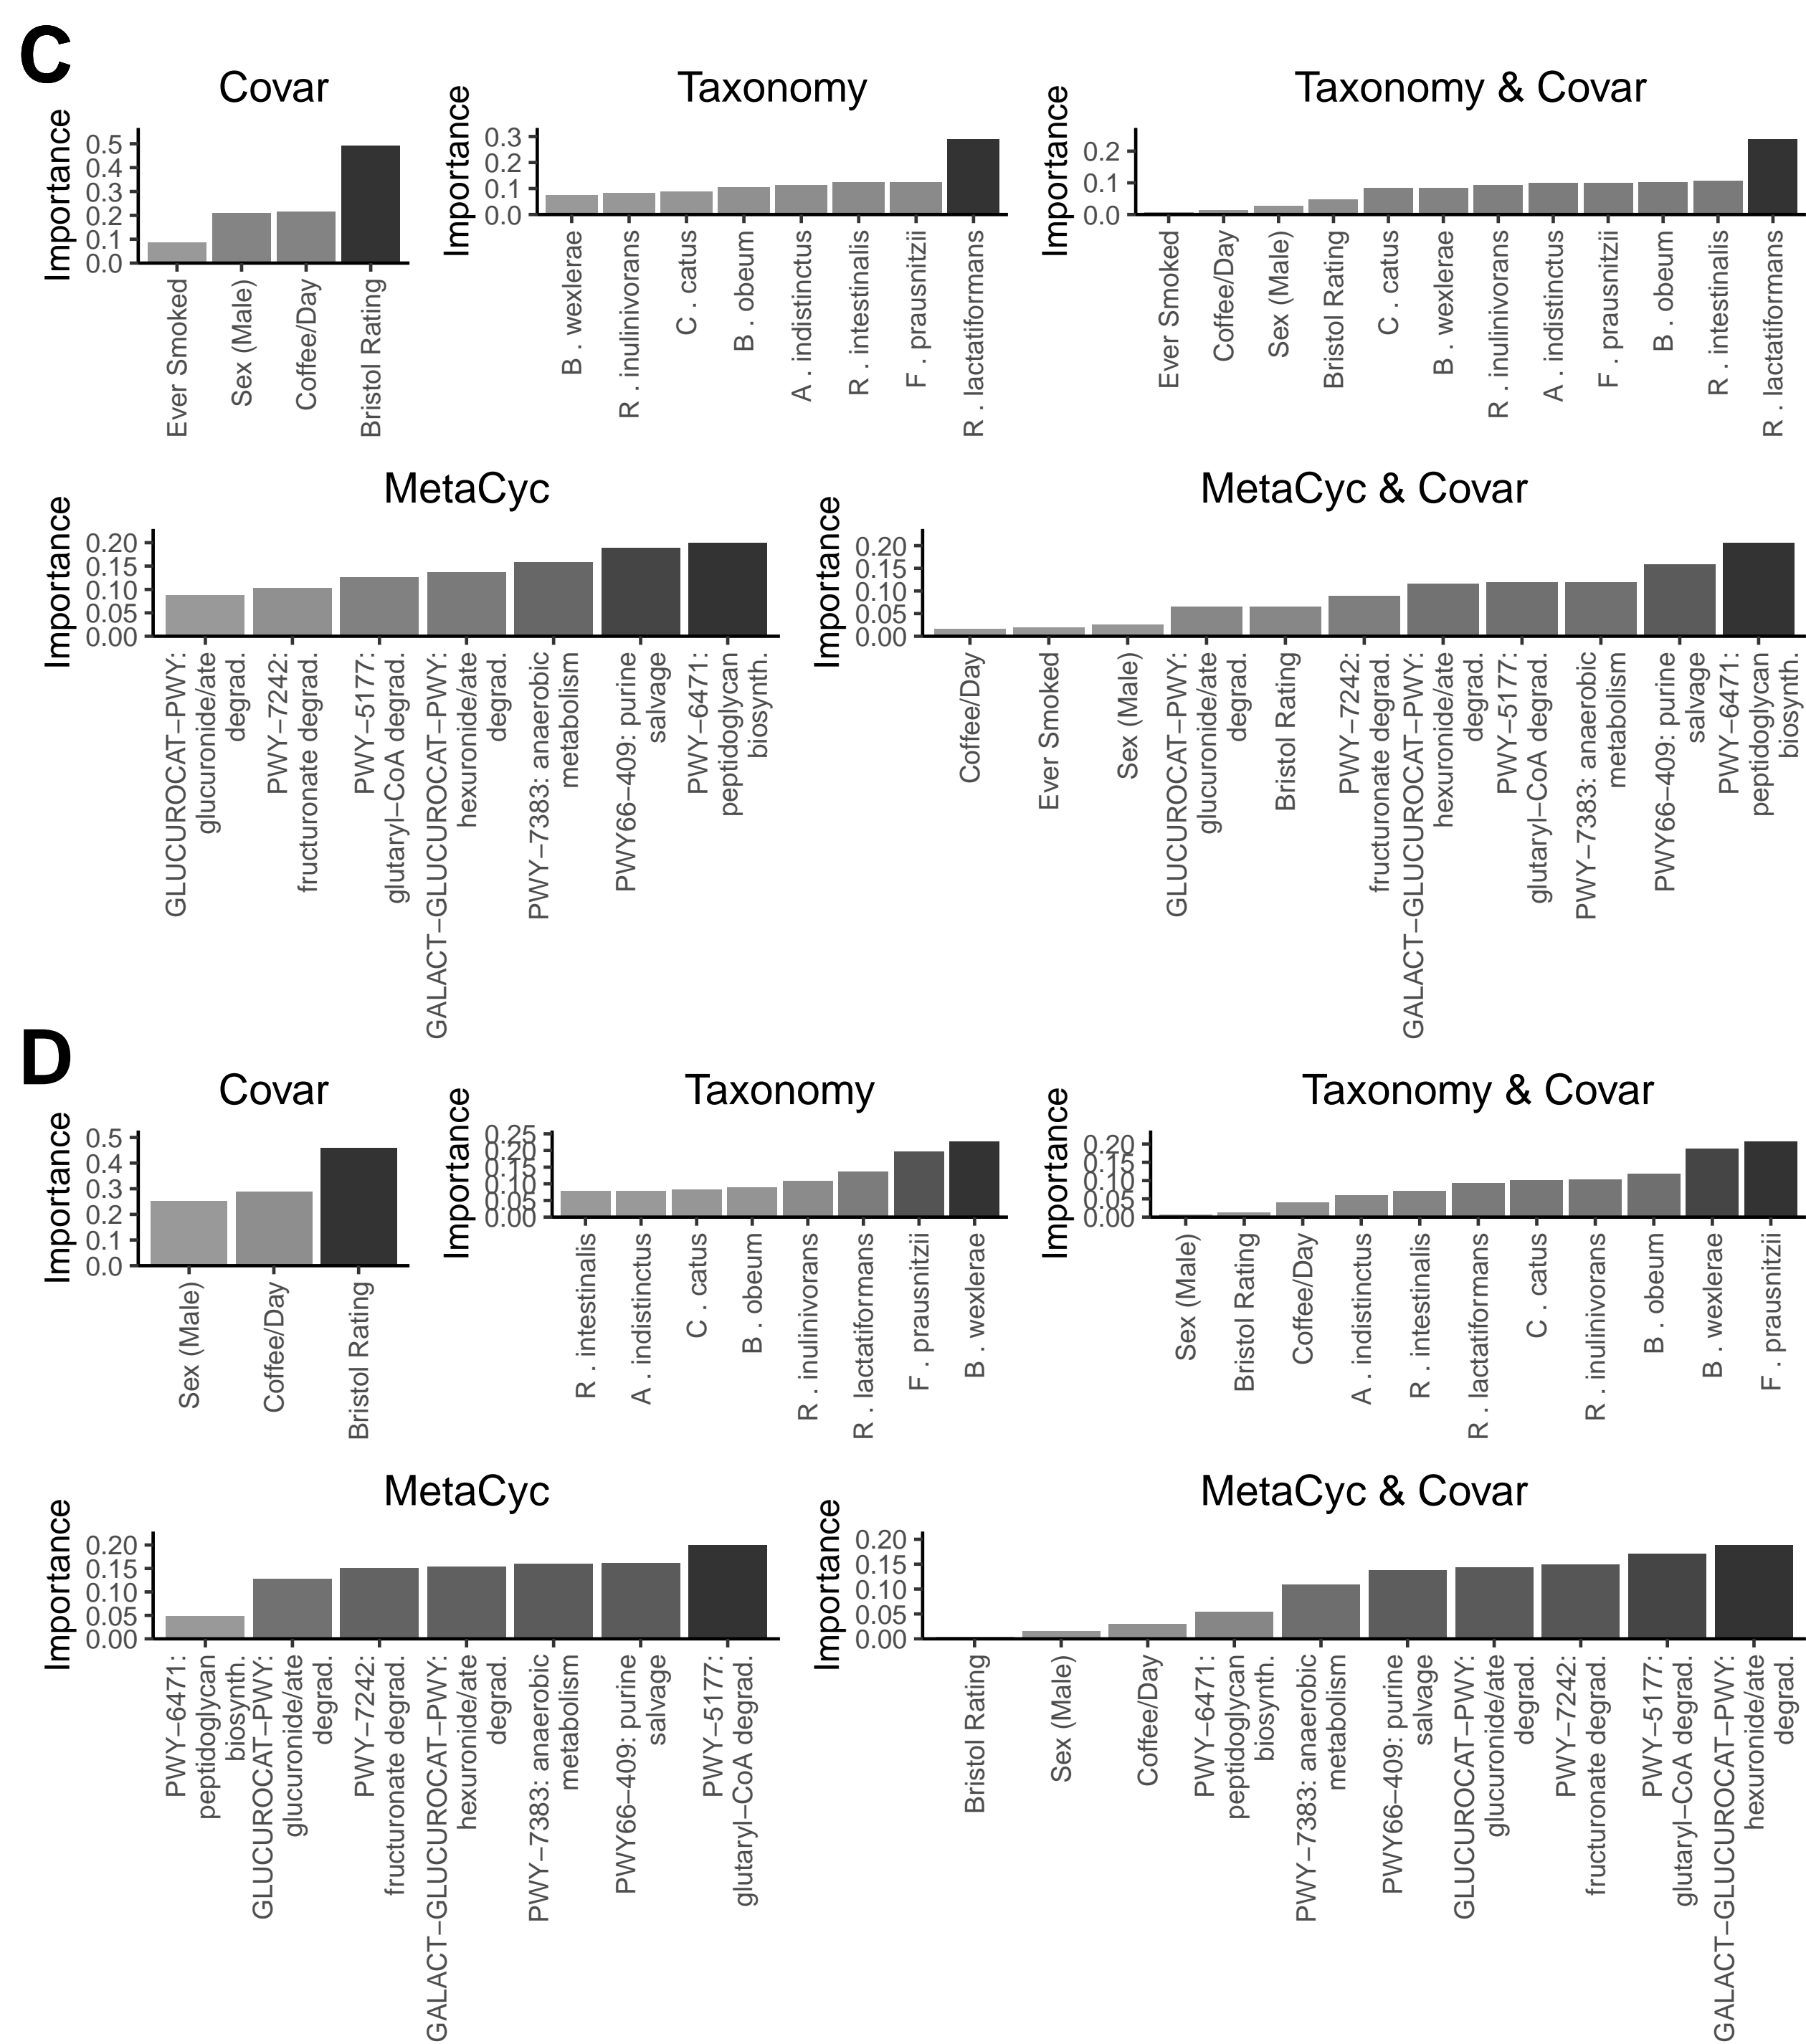 C
Covar
Importance
0.5
0.4
0.3
0.2
0.1
0.0
Ever Smoked
Sex (Male)
Coffee/Day
Bristol Rating
Taxonomy
Importance
0.3
0.2
0.1
0.0
B . wexlerae
R . inulinivorans
C . catus
B . obeum
A . indistinctus
R . intestinalis
F . prausnitzii
R . lactatiformans
Taxonomy & Covar
Importance
0.2
0.1
0.0
Ever Smoked
Coffee/Day
Sex (Male)
Bristol Rating
C . catus
B . wexlerae
R . inulinivorans
A . indistinctus
F . prausnitzii
B . obeum
R . intestinalis
R . lactatiformans
MetaCyc
Importance
0.20
0.15
0.10
0.05
0.00
GLUCUROCAT−PWY:
glucuronide/ate
degrad.
PWY−7242:
fructuronate degrad.
PWY−5177:
glutaryl−CoA degrad.
GALACT−GLUCUROCAT−PWY:
hexuronide/ate
degrad.
PWY−7383: anaerobic
metabolism
PWY66−409: purine
salvage
PWY−6471:
peptidoglycan
biosynth.
MetaCyc & Covar
Importance
0.20
0.15
0.10
0.05
0.00
Coffee/Day
Ever Smoked
Sex (Male)
GLUCUROCAT−PWY:
glucuronide/ate
degrad.
Bristol Rating
PWY−7242:
fructuronate degrad.
GALACT−GLUCUROCAT−PWY:
hexuronide/ate
degrad.
PWY−5177:
glutaryl−CoA degrad.
PWY−7383: anaerobic
metabolism
PWY66−409: purine
salvage
PWY−6471:
peptidoglycan
biosynth.
D
Covar
Importance
0.5
0.4
0.3
0.2
0.1
0.0
Sex (Male)
Coffee/Day
Bristol Rating
Taxonomy
Importance
0.25
0.20
0.15
0.10
0.05
0.00
R . intestinalis
A . indistinctus
C . catus
B . obeum
R . inulinivorans
R . lactatiformans
F . prausnitzii
B . wexlerae
Taxonomy & Covar
Importance
0.20
0.15
0.10
0.05
0.00
Sex (Male)
Bristol Rating
Coffee/Day
A . indistinctus
R . intestinalis
R . lactatiformans
C . catus
R . inulinivorans
B . obeum
B . wexlerae
F . prausnitzii
MetaCyc
Importance
0.20
0.15
0.10
0.05
0.00
PWY−6471:
peptidoglycan
biosynth.
GLUCUROCAT−PWY:
glucuronide/ate
degrad.
PWY−7242:
fructuronate degrad.
GALACT−GLUCUROCAT−PWY:
hexuronide/ate
degrad.
PWY−7383: anaerobic
metabolism
PWY66−409: purine
salvage
PWY−5177:
glutaryl−CoA degrad.
MetaCyc & Covar
Importance
0.20
0.15
0.10
0.05
0.00
Bristol Rating
Sex (Male)
Coffee/Day
PWY−6471:
peptidoglycan
biosynth.
PWY−7383: anaerobic
metabolism
PWY66−409: purine
salvage
GLUCUROCAT−PWY:
glucuronide/ate
degrad.
PWY−7242:
fructuronate degrad.
PWY−5177:
glutaryl−CoA degrad.
GALACT−GLUCUROCAT−PWY:
hexuronide/ate
degrad.